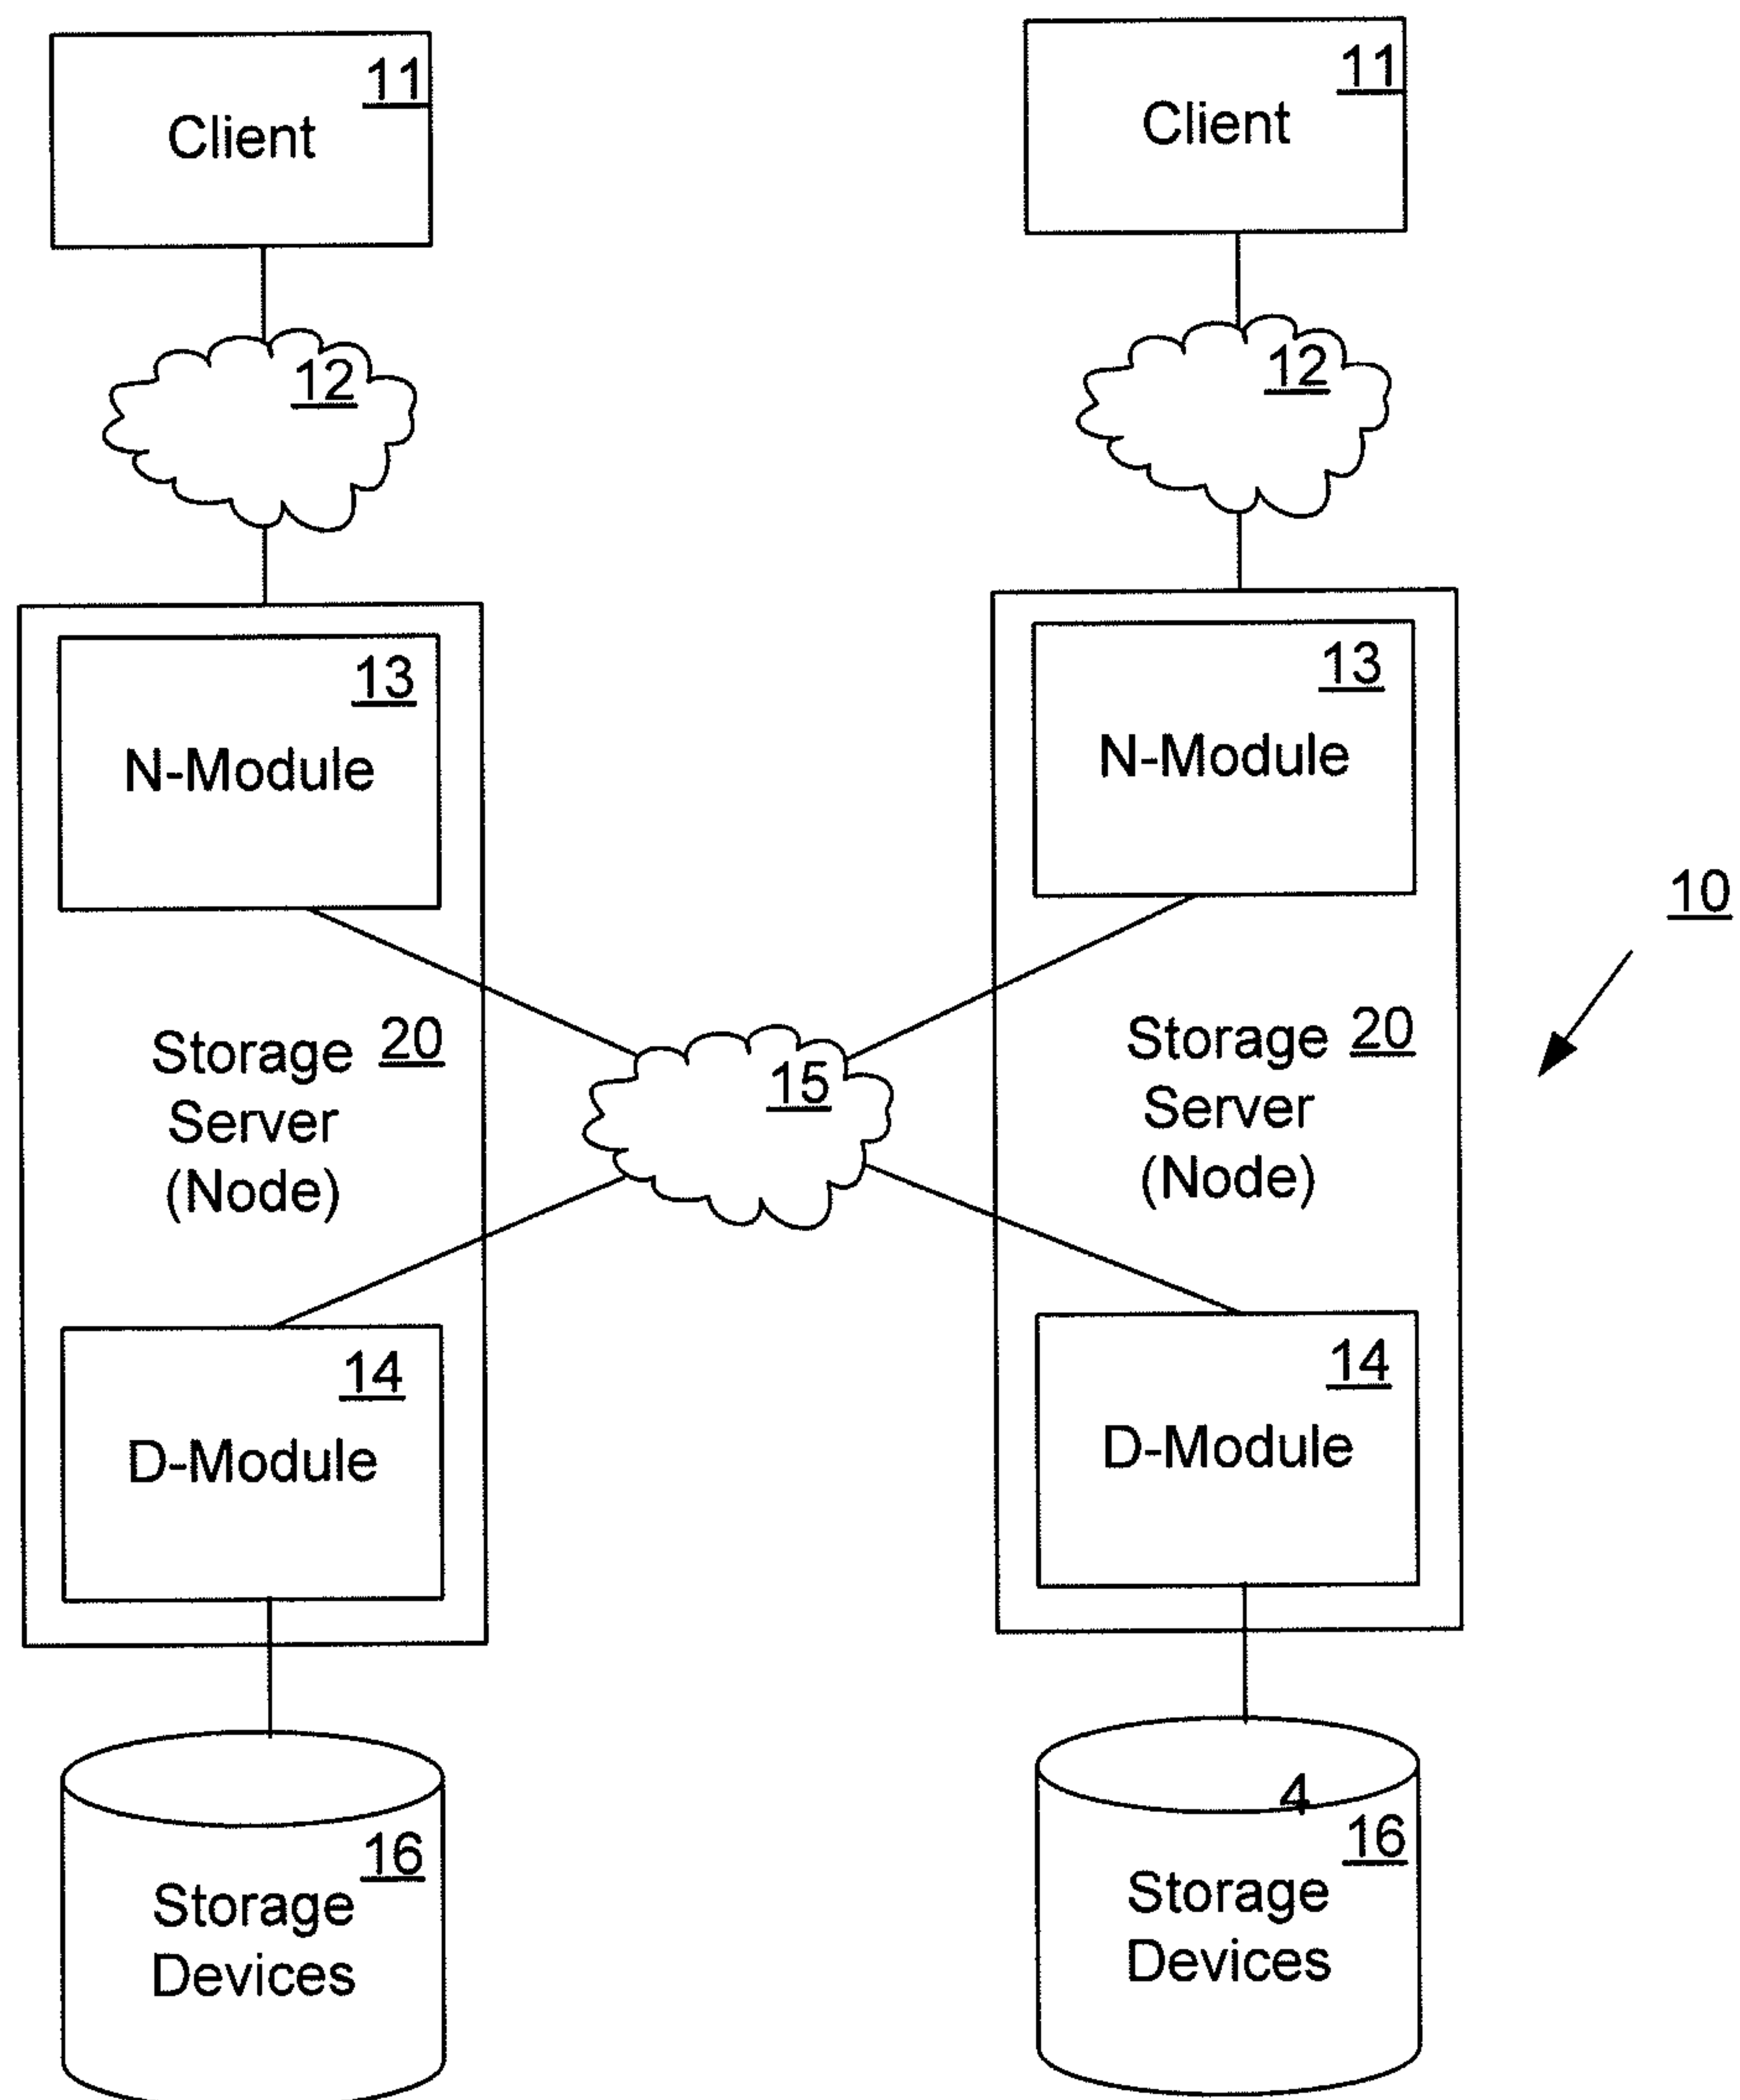 11
Client
11
Client
12
12
13
N-Module
13
N-Module
10
Storage 20
Server
(Node)
15
Storage 20
Server
(Node)
14
D-Module
14
D-Module
16
Storage
Devices
4
16
Storage
Devices